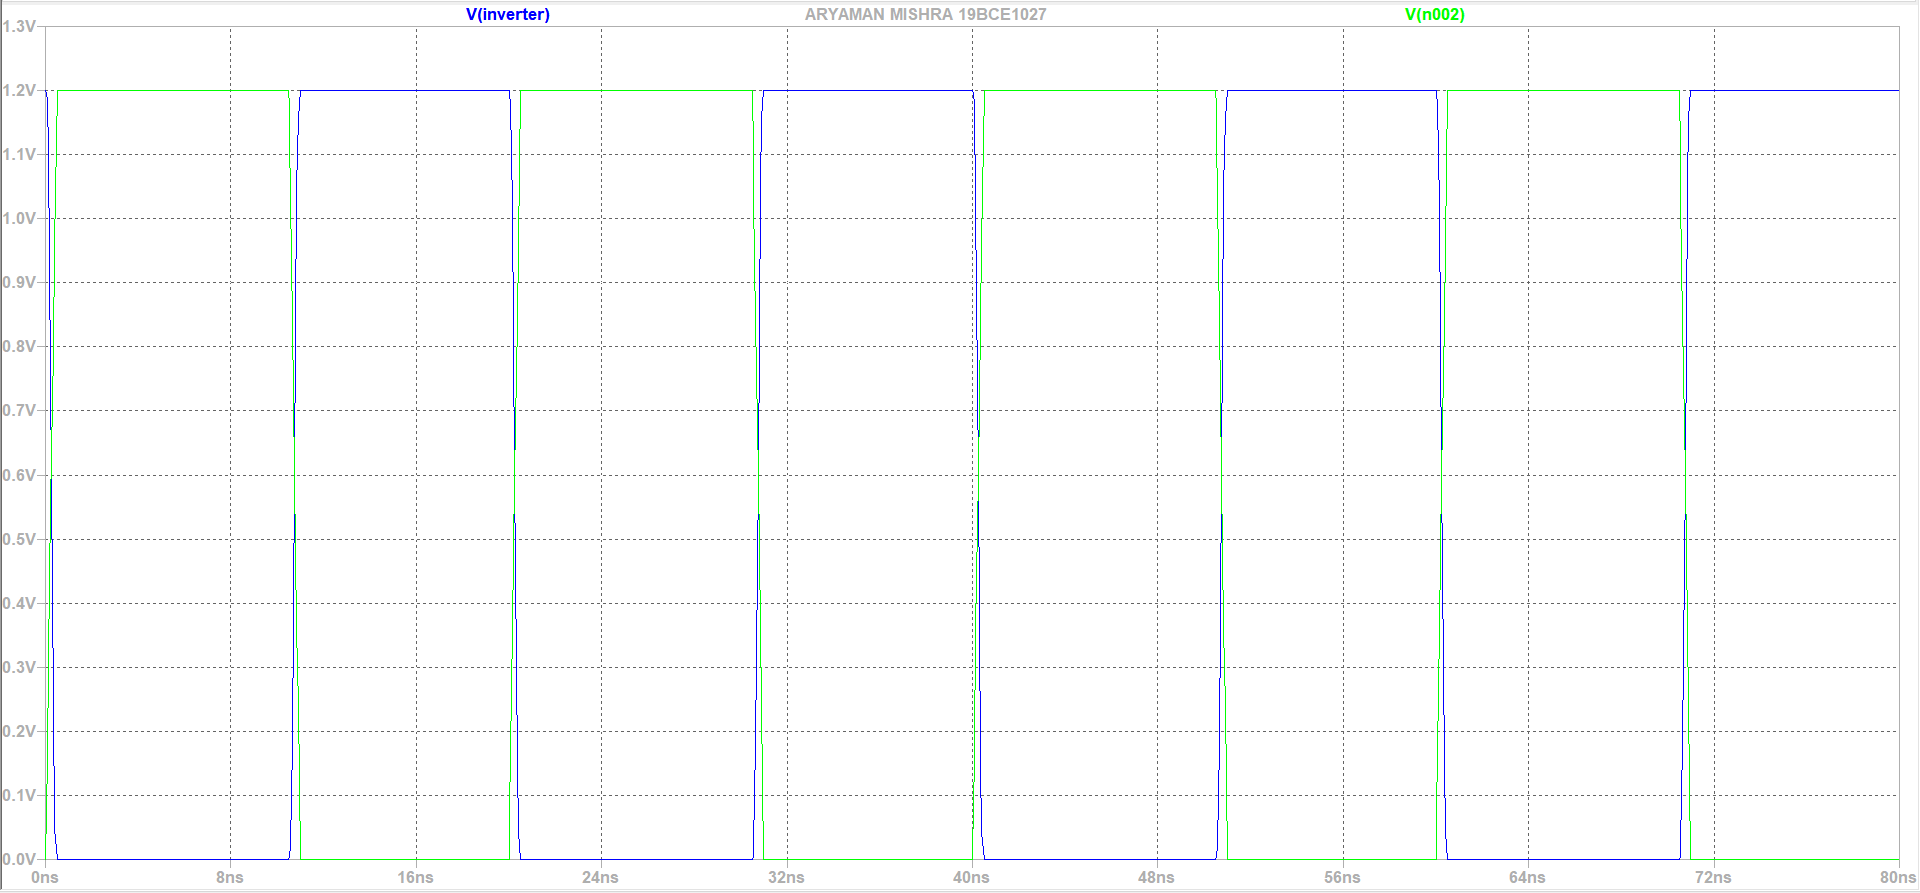 V(inverter) ARYAMAN MISHRA 19BCE1027 V(n002)
1.3V
1.2V
1.1V
1.0V
0.9V
0.8V
0.7V
0.6V
0.5V
0.4V
0.3V
0.2V
0.1V
0.0V
0ns 8ns 16ns 24ns 32ns 40ns 48ns 56ns 64ns 72ns 80ns